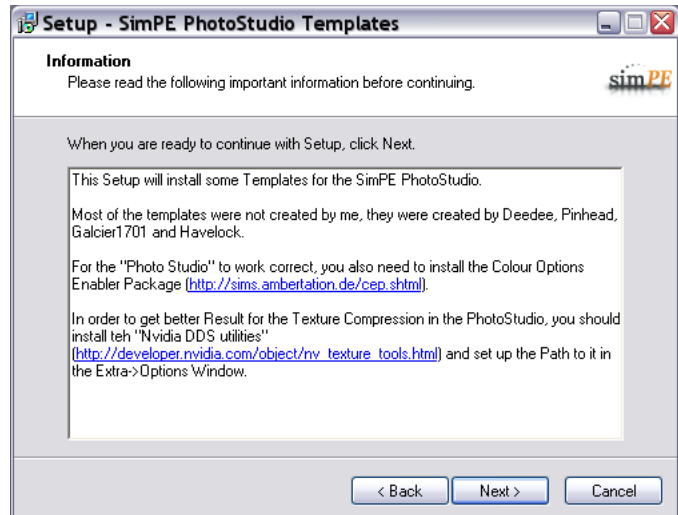 Setup - SimPE PhotoStudio Templates
Information
Please read the following important information before continuing.
simPE
When you are ready to continue with Setup, click Next.
This Setup will install some Templates for the SimPE PhotoStudio.
Most of the templates were not created by me, they were created by Deedee, Pinhead,
Galcier1701 and Havelock.
For the "Photo Studio" to work correct, you also need to install the Colour Options
Enabler Package (http://sims.ambertation.de/cep.shtml).
In order to get better Result for the Texture Compression in the PhotoStudio, you should
install teh "Nvidia DDS utilities"
(http://developer.nvidia.com/object/nv_texture_tools.html) and set up the Path to it in
the Extra->Options Window.
< Back
Next >
Cancel